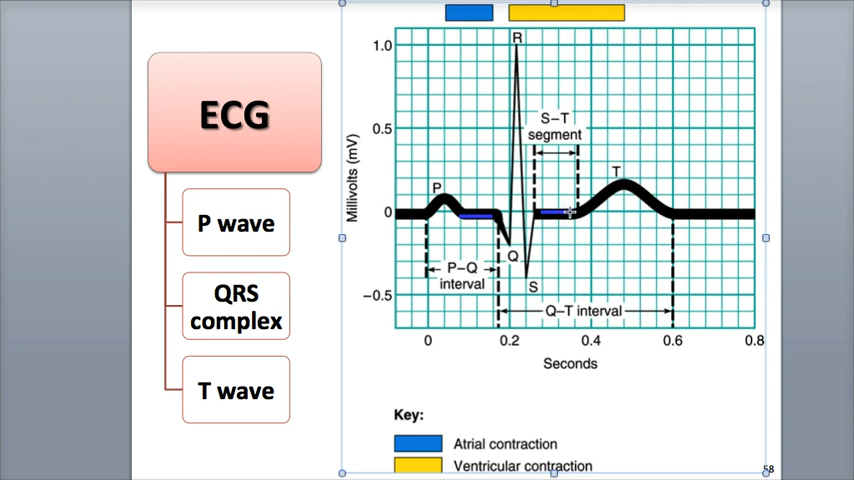 ECG
P wave
QRS
complex
T wave
R
1.0
S–T
segment
0.5
Millivolts (mV)
P
T
0
Q
P–Q
interval
S
−0.5
Q–T interval
0
0.2
0.4
0.6
0.8
Seconds
Key:
Atrial contraction
Ventricular contraction